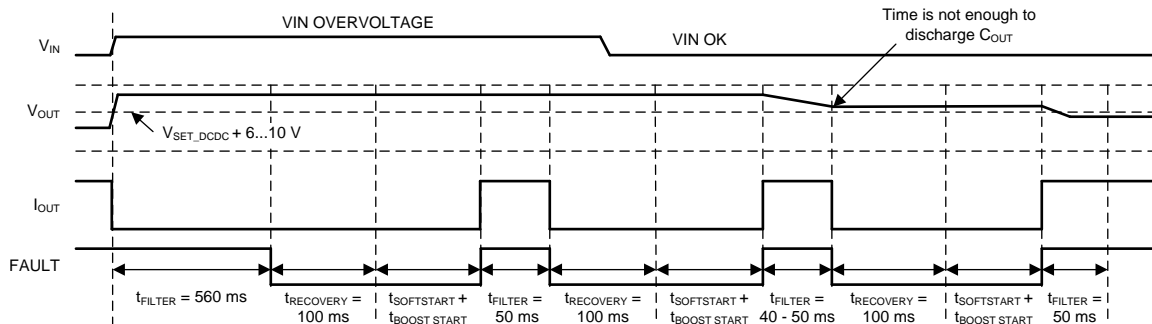 VIN OVERVOLTAGE
Time is not enough to
discharge COUT
VIN
VIN OK
VOUT
VSET_DCDC + 6...10 V
IOUT
FAULT
tFILTER = 560 ms
tRECOVERY =
100 ms
tSOFTSTART +
tBOOST START
tFILTER =
50 ms
tRECOVERY =
100 ms
tSOFTSTART +
tBOOST START
tFILTER =
40 - 50 ms
tRECOVERY =
100 ms
tSOFTSTART +
tBOOST START
tFILTER =
50 ms